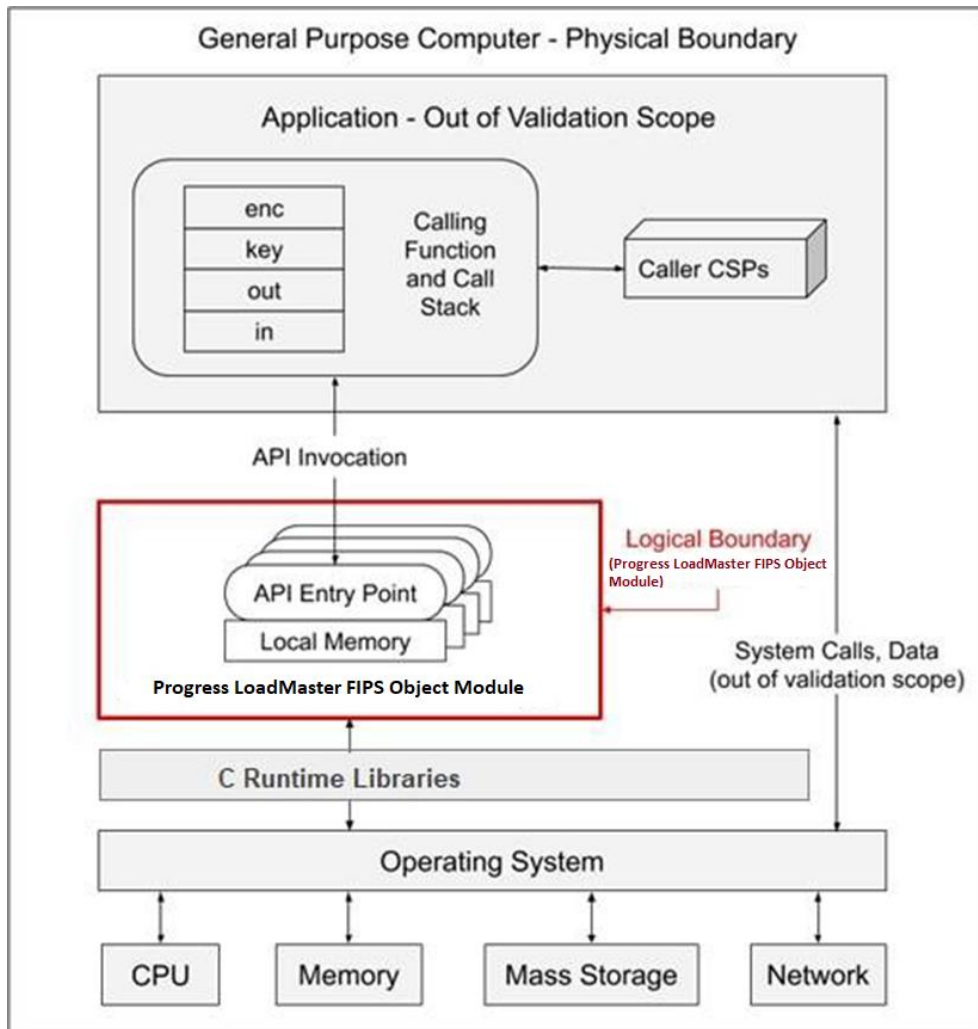 General Purpose Computer - Physical Boundary
Application - Out of Validation Scope
enc
key
out
in
Calling
Function
and Call
Stack
Caller CSPs
API Invocation
Logical Boundary
(Progress LoadMaster FIPS Object
Module)
API Entry Point
Local Memory
Progress LoadMaster FIPS Object Module
System Calls, Data
(out of validation scope)
C Runtime Libraries
Operating System
CPU
Memory
Mass Storage
Network